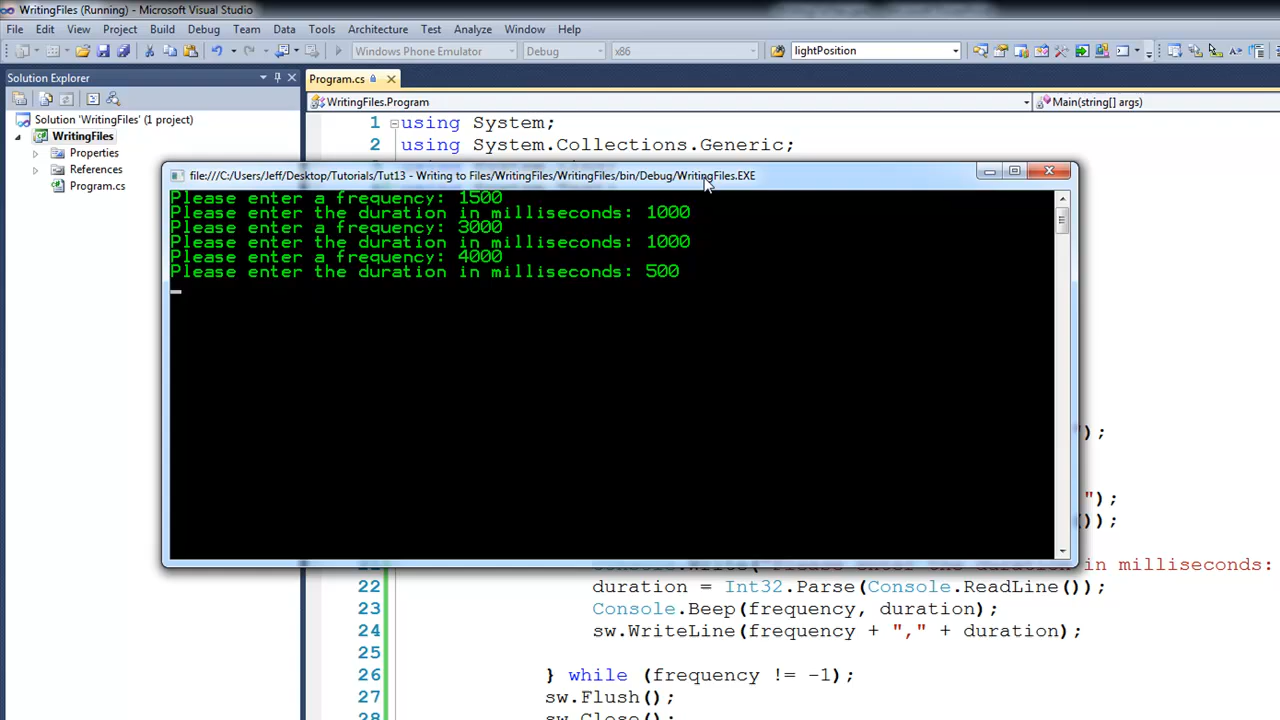 WritingFiles (Running) - Microsoft Visual Studio
File Edit View Project Build Debug Team Data Tools Architecture Test Analyze Window Help
Windows Phone Emulator Debug x86 lightPosition
Solution Explorer
Program.cs
WritingFiles.Program
Main(string[] args)
Solution 'WritingFiles' (1 project)
WritingFiles
Properties
References
Program.cs
1 using System;
2 using System.Collections.Generic;
file:///C:/Users/Jeff/Desktop/Tutorials/Tut13 - Writing to Files/WritingFiles/WritingFiles/bin/Debug/WritingFiles.EXE
Please enter a frequency: 1500
Please enter the duration in milliseconds: 1000
Please enter a frequency: 3000
Please enter the duration in milliseconds: 1000
Please enter a frequency: 4000
Please enter the duration in milliseconds: 500
);
");
());
in milliseconds:
22 duration = Int32.Parse(Console.ReadLine());
23 Console.Beep(frequency, duration);
24 sw.WriteLine(frequency + "," + duration);
25
26 } while (frequency != -1);
27 sw.Flush();
28 sw.Close();